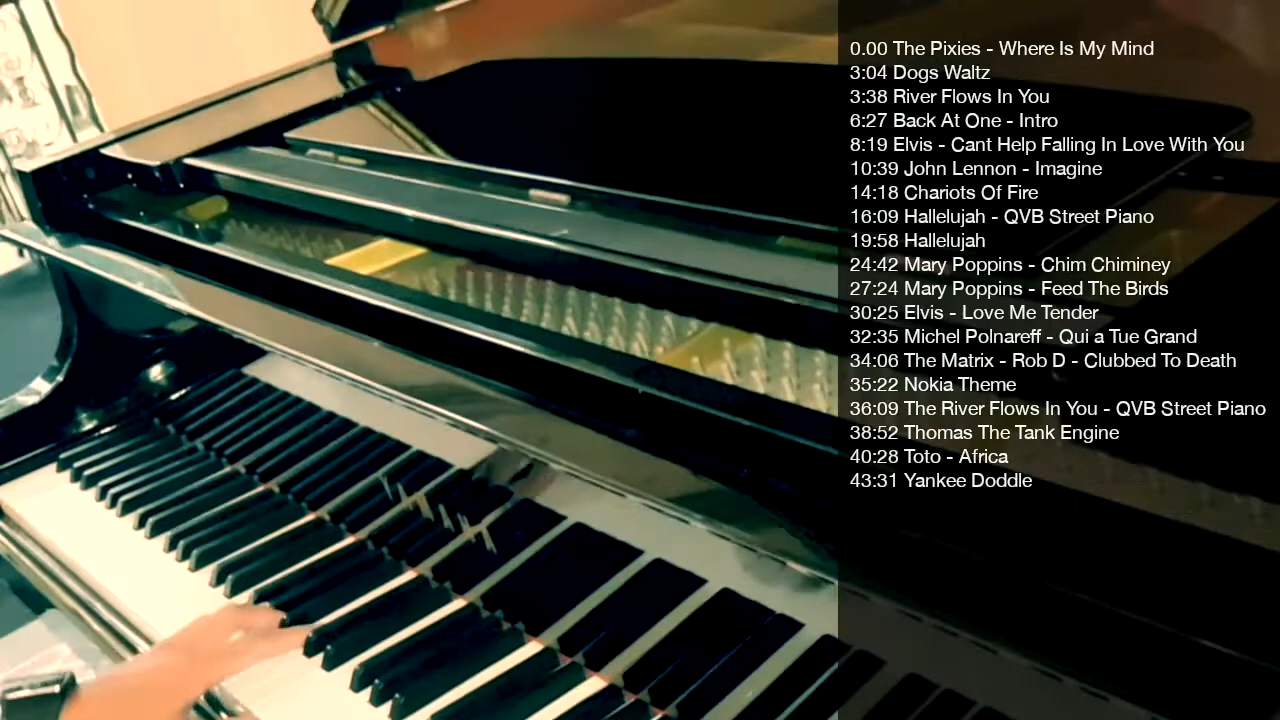 0.00 The Pixies - Where Is My Mind
3:04 Dogs Waltz
3:38 River Flows In You
6:27 Back At One - Intro
8:19 Elvis - Cant Help Falling In Love With You
10:39 John Lennon - Imagine
14:18 Chariots Of Fire
16:09 Hallelujah - QVB Street Piano
19:58 Hallelujah
24:42 Mary Poppins - Chim Chiminey
27:24 Mary Poppins - Feed The Birds
30:25 Elvis - Love Me Tender
32:35 Michel Polnareff - Qui a Tue Grand
34:06 The Matrix - Rob D - Clubbed To Death
35:22 Nokia Theme
36:09 The River Flows In You - QVB Street Piano
38:52 Thomas The Tank Engine
40:28 Toto - Africa
43:31 Yankee Doddle